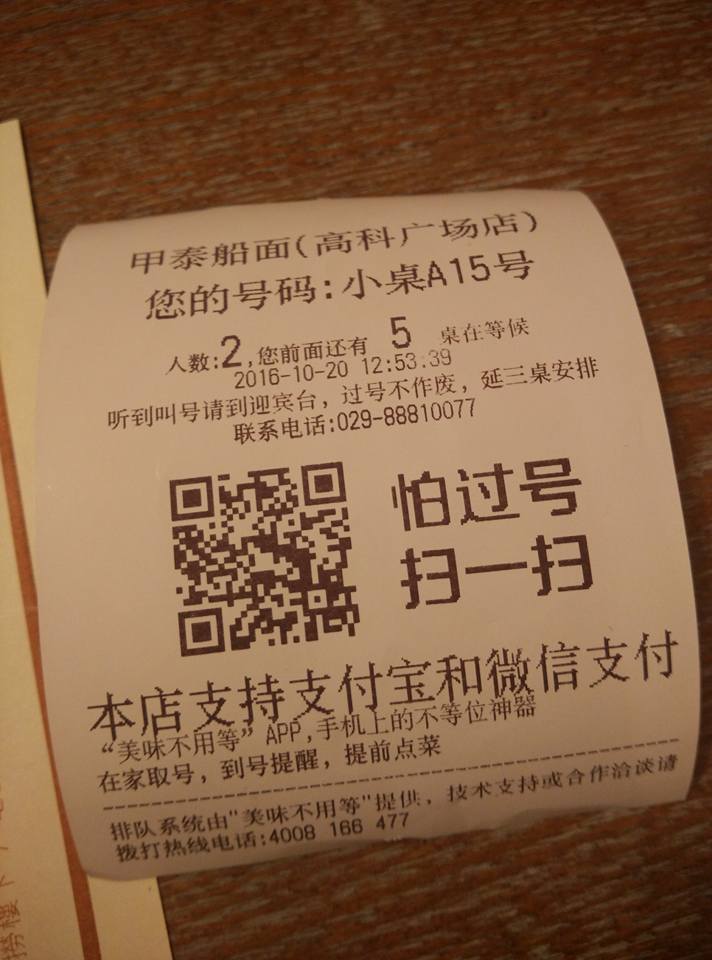 甲泰船面(高科广场店)
您的号码:小桌A15号
人数:2,您前面还有 5 桌在等候
2016-10-20 12:53:39
听到叫号请到迎宾台，过号不作废，延三桌安排
联系电话:029-88810077
怕过号
扫一扫
本店支持支付宝和微信支付
“美味不用等”APP,手机上的不等位神器
在家取号，到号提醒，提前点菜
排队系统由"美味不用等"提供，技术支持或合作洽谈请
拨打热线电话:4008 166 477